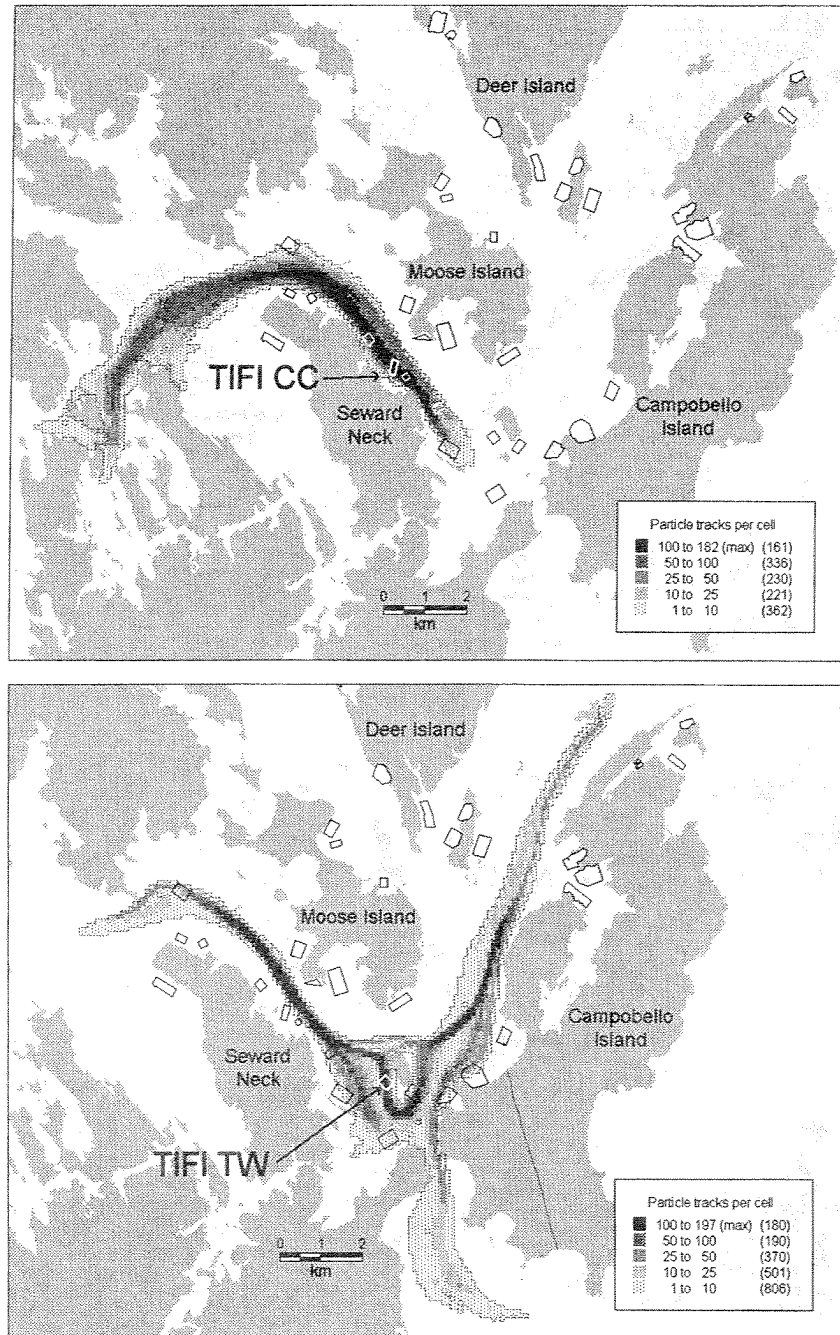 Deer Island
Moose Island
TIFI CC
Seward
Neck
Campobello
Island
Particle tracks per cell
100 to 182 (max) (161)
50 to 100 (336)
25 to 50 (230)
10 to 25 (221)
1 to 10 (362)
0 1 2
km
Deer Island
Moose Island
Campobello
Island
Seward
Neck
TIFI TW
Particle tracks per cell
100 to 197 (max) (180)
50 to 100 (190)
25 to 50 (370)
10 to 25 (501)
1 to 10 (806)
0 1 2
km